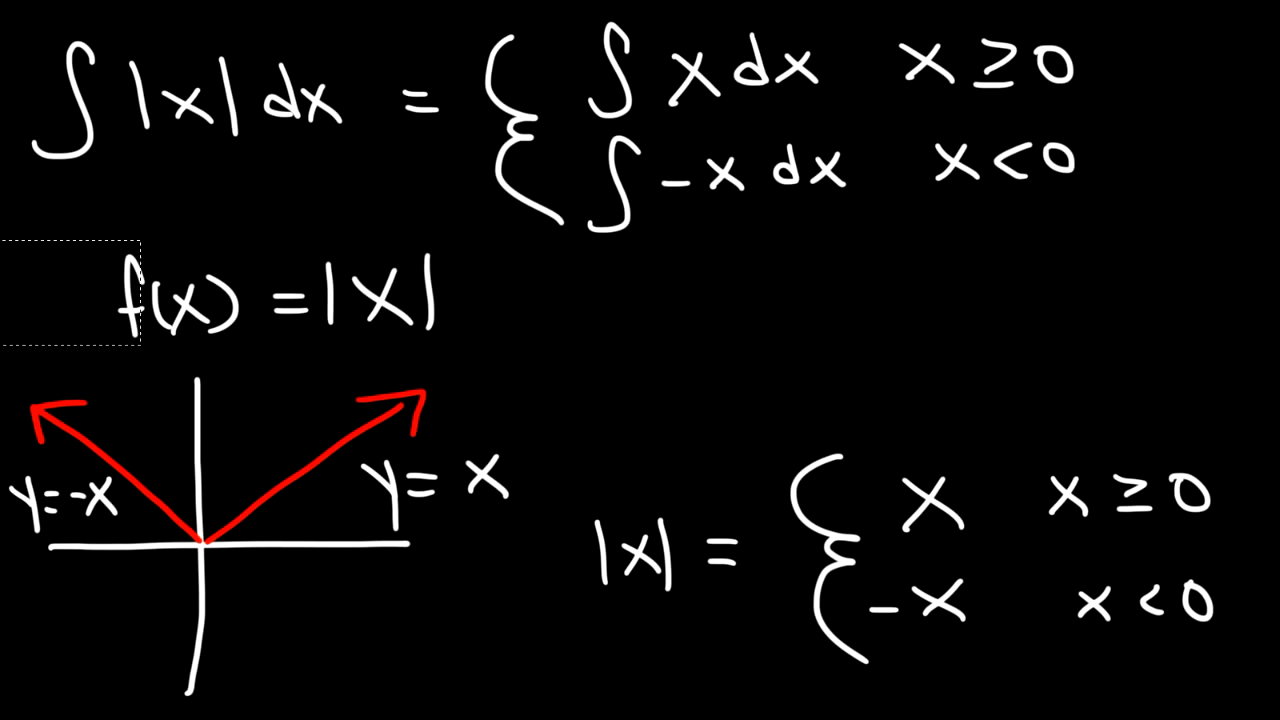 ∫ |x| dx = { ∫ x dx x ≥ 0
∫ -x dx x < 0
f(x) = |x|
y = -x
y = x
|x| = { x x ≥ 0
-x x < 0